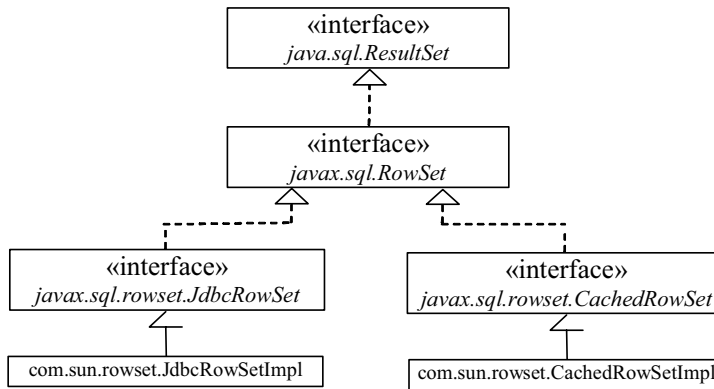 «interface»
java.sql.ResultSet
«interface»
javax.sql.RowSet
«interface»
javax.sql.rowset.JdbcRowSet
«interface»
javax.sql.rowset.CachedRowSet
com.sun.rowset.JdbcRowSetImpl
com.sun.rowset.CachedRowSetImpl